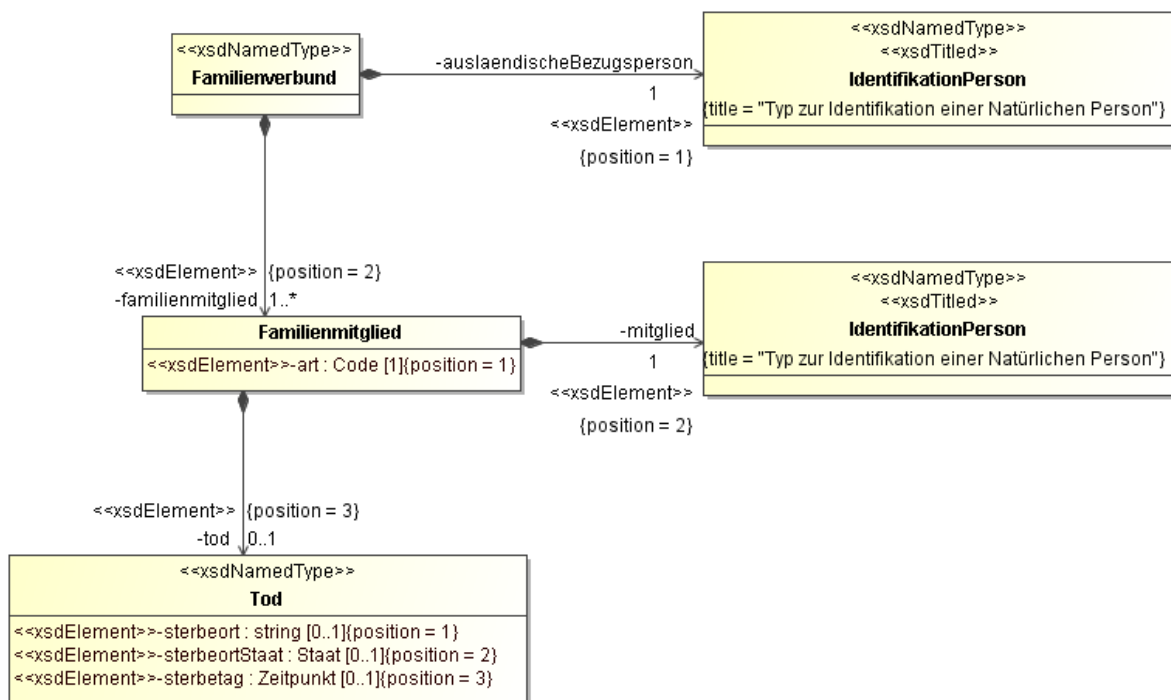 <<xsdNamedType>>
Familienverbund
-auslaendischeBezugsperson
1
<<xsdElement>>
{position = 1}
<<xsdNamedType>>
<<xsdTitled>>
IdentifikationPerson
{title = "Typ zur Identifikation einer Natürlichen Person"}
<<xsdElement>> {position = 2}
-familienmitglied 1..*
Familienmitglied
<<xsdElement>>-art : Code [1]{position = 1}
-mitglied
1
<<xsdElement>>
{position = 2}
<<xsdNamedType>>
<<xsdTitled>>
IdentifikationPerson
{title = "Typ zur Identifikation einer Natürlichen Person"}
<<xsdElement>> {position = 3}
-tod 0..1
<<xsdNamedType>>
Tod
<<xsdElement>>-sterbeort : string [0..1]{position = 1}
<<xsdElement>>-sterbeortStaat : Staat [0..1]{position = 2}
<<xsdElement>>-sterbetag : Zeitpunkt [0..1]{position = 3}